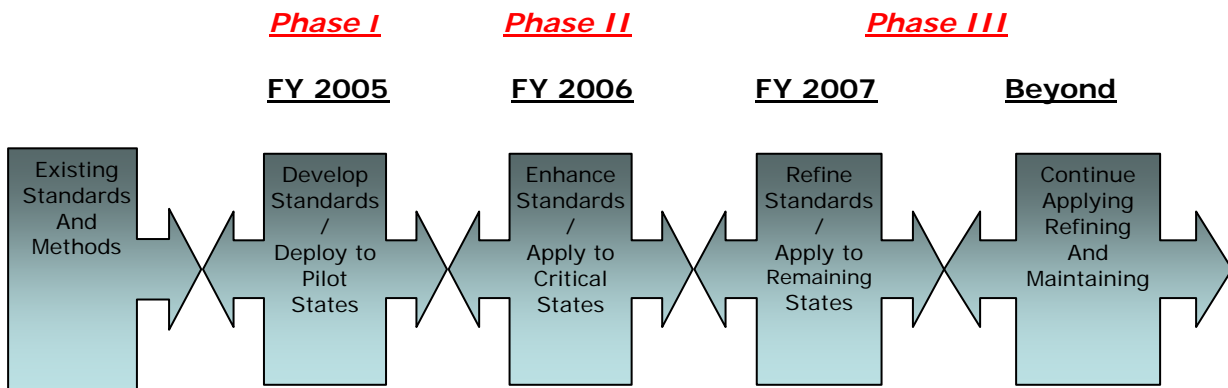 Phase I
Phase II
Phase III
FY 2005
FY 2006
FY 2007
Beyond
Existing
Standards
And
Methods
Develop
Standards
/
Deploy to
Pilot
States
Enhance
Standards
/
Apply to
Critical
States
Refine
Standards
/
Apply to
Remaining
States
Continue
Applying
Refining
And
Maintaining